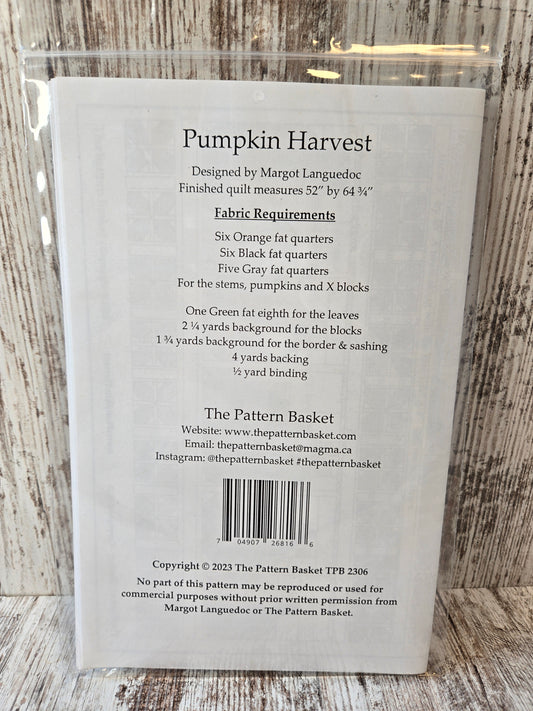 Pumpkin Harvest
Designed by Margot Languedoc
Finished quilt measures 52” by 64 ¾”
Fabric Requirements
Six Orange fat quarters
Six Black fat quarters
Five Gray fat quarters
For the stems, pumpkins and X blocks
One Green fat eighth for the leaves
2 ¼ yards background for the blocks
1 ¾ yards background for the border & sashing
4 yards backing
½ yard binding
The Pattern Basket
Website: www.thepatternbasket.com
Email: thepatternbasket@magma.ca
Instagram: @thepatternbasket #thepatternbasket
7 04907 26816 6
Copyright © 2023 The Pattern Basket TPB 2306
No part of this pattern may be reproduced or used for
commercial purposes without prior written permission from
Margot Languedoc or The Pattern Basket.